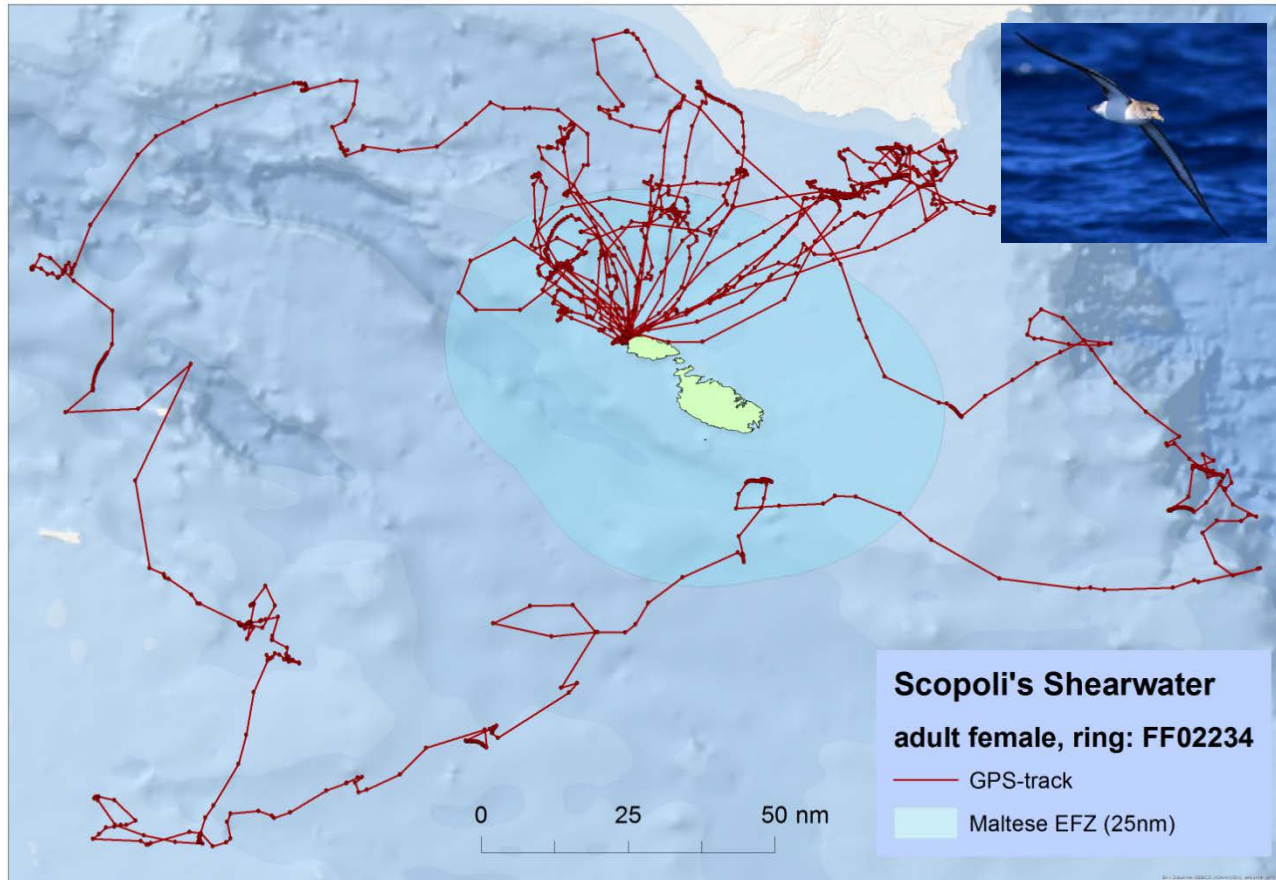 Scopoli's Shearwater
adult female, ring: FF02234
GPS-track
Maltese EFZ (25nm)
0 25 50 nm